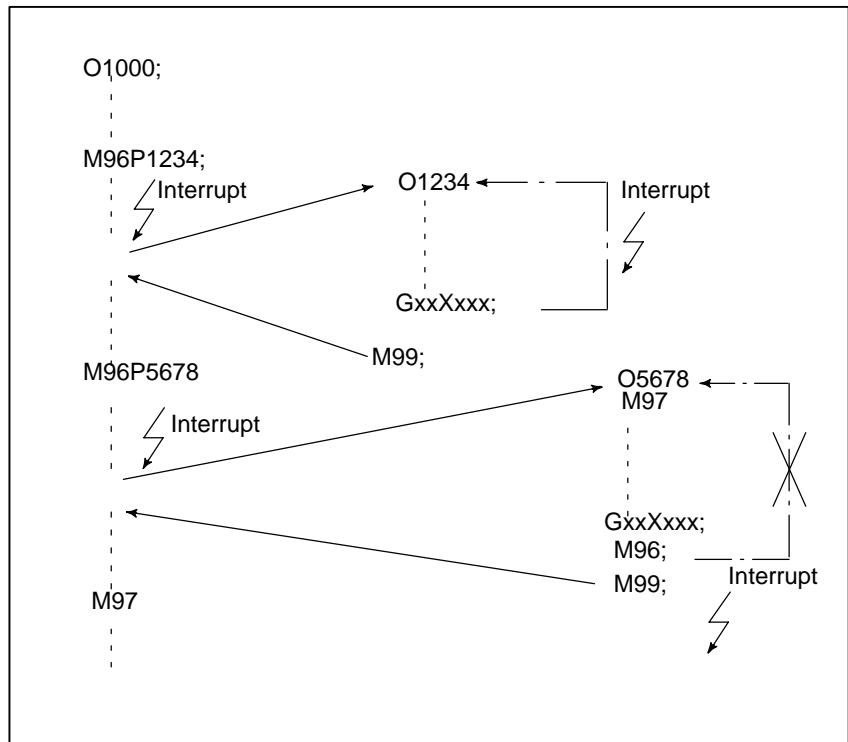 O1000;
M96P1234;
Interrupt
O1234
Interrupt
GxxXxxx;
M99;
M96P5678
O5678
M97
Interrupt
GxxXxxx;
M96;
M99;
Interrupt
M97